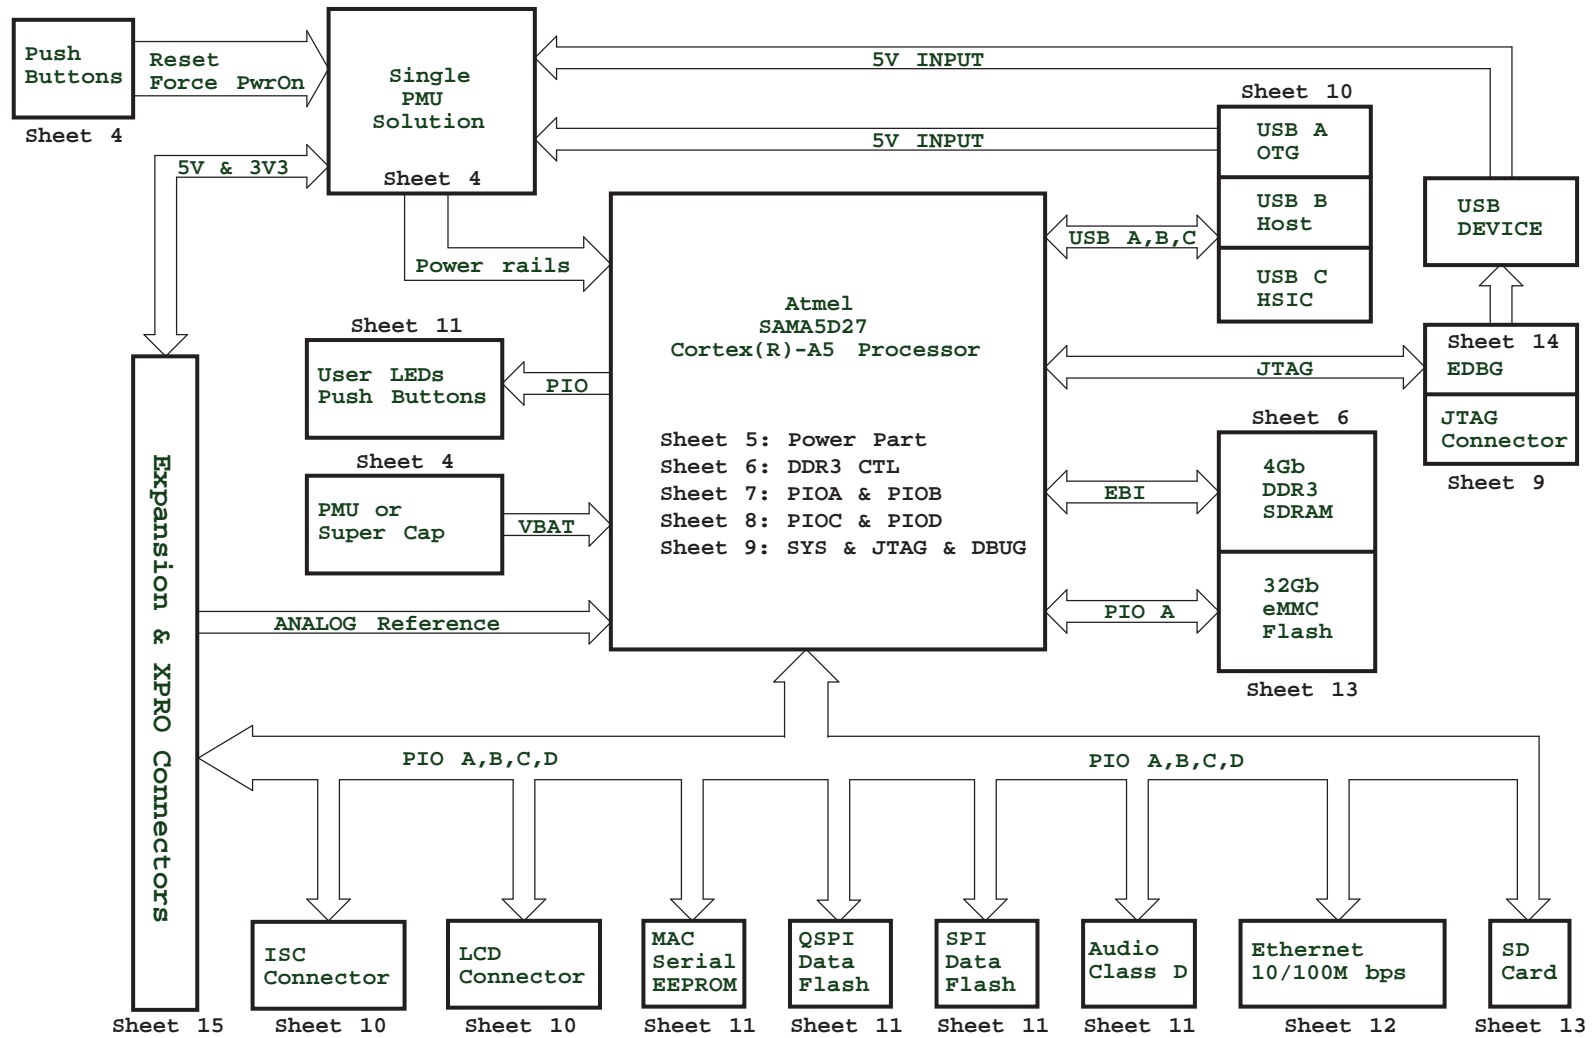 Push
Buttons
Sheet 4
Reset
Force PwrOn
Single
PMU
Solution
Sheet 4
5V INPUT
5V INPUT
5V & 3V3
Power rails
Sheet 10
USB A
OTG
USB B
Host
USB C
HSIC
USB A,B,C
USB
DEVICE
Sheet 14
EDBG
JTAG
Connector
Sheet 9
JTAG
Atmel
SAMA5D27
Cortex(R)-A5 Processor
Sheet 5: Power Part
Sheet 6: DDR3 CTL
Sheet 7: PIOA & PIOB
Sheet 8: PIOC & PIOD
Sheet 9: SYS & JTAG & DBUG
Sheet 11
User LEDs
Push Buttons
PIO
Sheet 4
PMU or
Super Cap
VBAT
ANALOG Reference
Sheet 6
4Gb
DDR3
SDRAM
EBI
32Gb
eMMC
Flash
Sheet 13
PIO A
Expansion & XPRO Connectors
Sheet 15
PIO A,B,C,D
PIO A,B,C,D
ISC
Connector
Sheet 10
LCD
Connector
Sheet 10
MAC
Serial
EEPROM
Sheet 11
QSPI
Data
Flash
Sheet 11
SPI
Data
Flash
Sheet 11
Audio
Class D
Sheet 11
Ethernet
10/100M bps
Sheet 12
SD
Card
Sheet 13